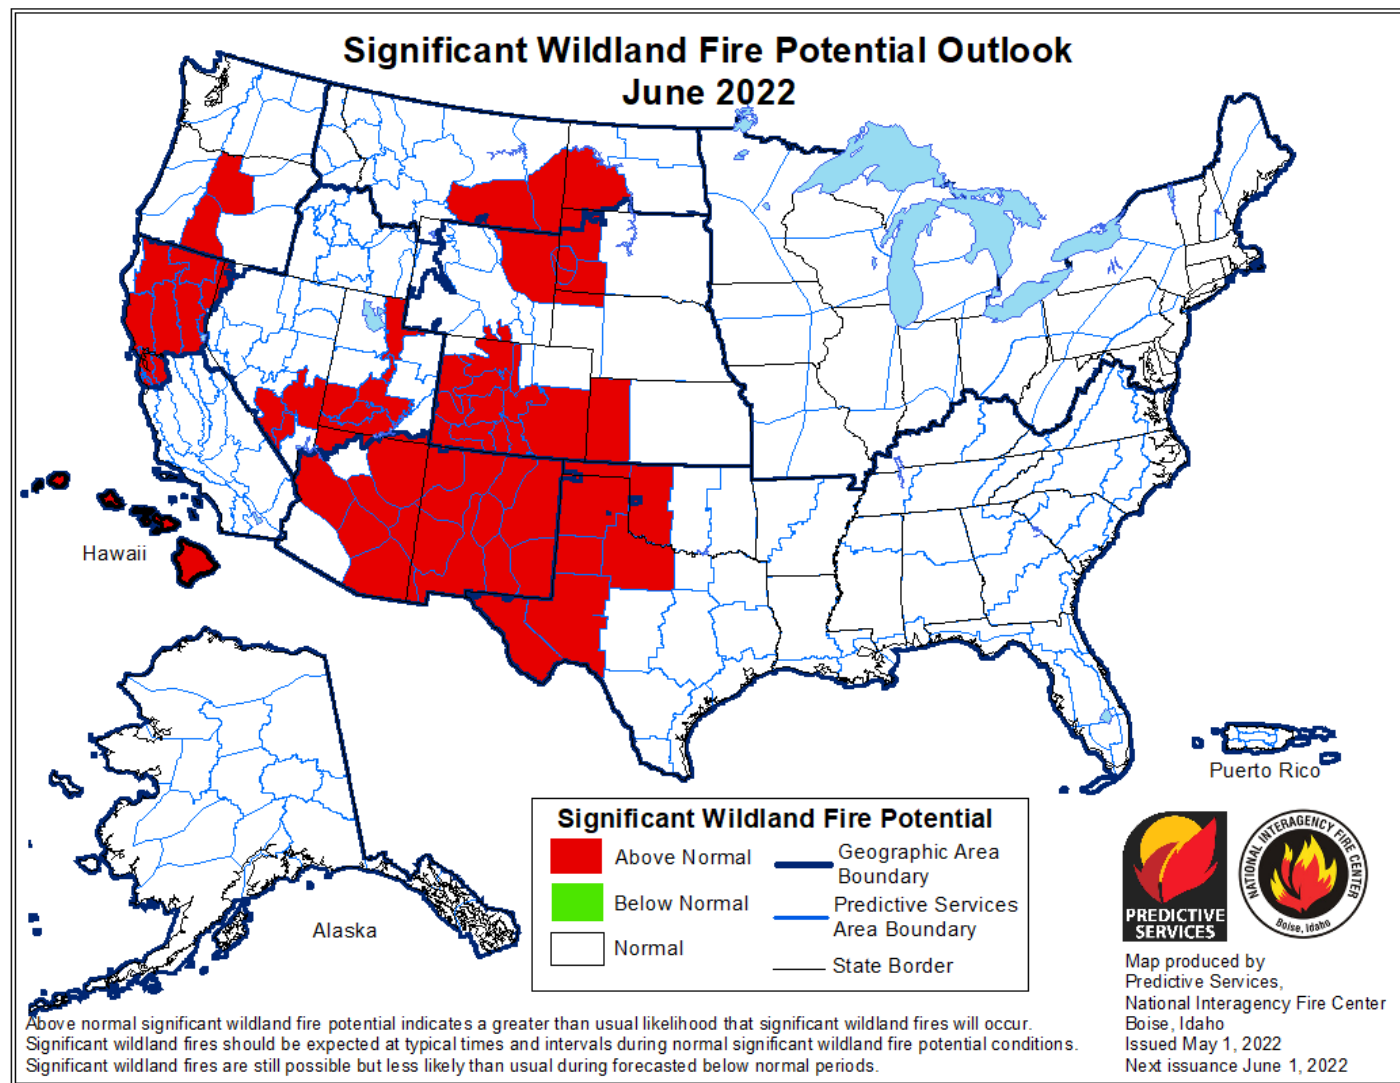 Significant Wildland Fire Potential Outlook
June 2022
Hawaii
Alaska
Puerto Rico
Significant Wildland Fire Potential
Above Normal
Below Normal
Normal
Geographic Area
Boundary
Predictive Services
Area Boundary
State Border
PREDICTIVE
SERVICES
NATIONAL INTERAGENCY FIRE CENTER
Boise, Idaho
Map produced by
Predictive Services,
National Interagency Fire Center
Boise, Idaho
Issued May 1, 2022
Next issuance June 1, 2022
Above normal significant wildland fire potential indicates a greater than usual likelihood that significant wildland fires will occur.
Significant wildland fires should be expected at typical times and intervals during normal significant wildland fire potential conditions.
Significant wildland fires are still possible but less likely than usual during forecasted below normal periods.